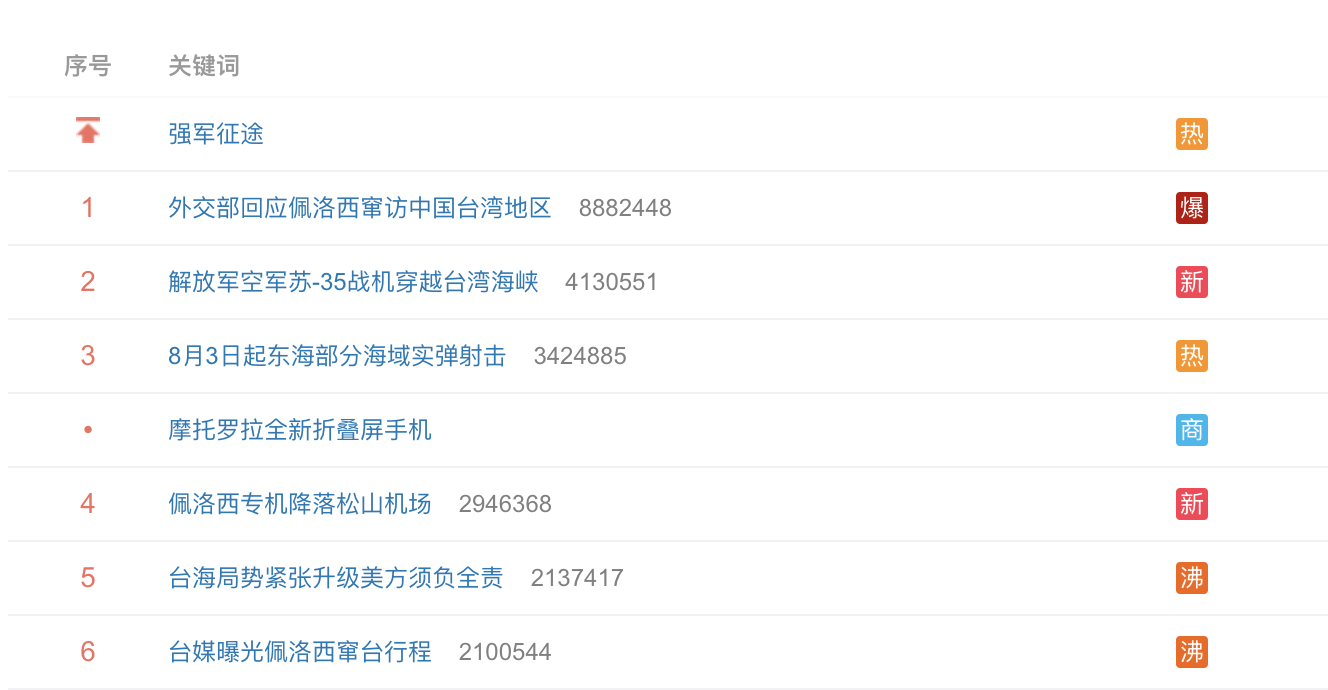 序号 关键词
强军征途 热
1 外交部回应佩洛西窜访中国台湾地区 8882448 爆
2 解放军空军苏-35战机穿越台湾海峡 4130551 新
3 8月3日起东海部分海域实弹射击 3424885 热
• 摩托罗拉全新折叠屏手机 商
4 佩洛西专机降落松山机场 2946368 新
5 台海局势紧张升级美方须负全责 2137417 沸
6 台媒曝光佩洛西窜台行程 2100544 沸